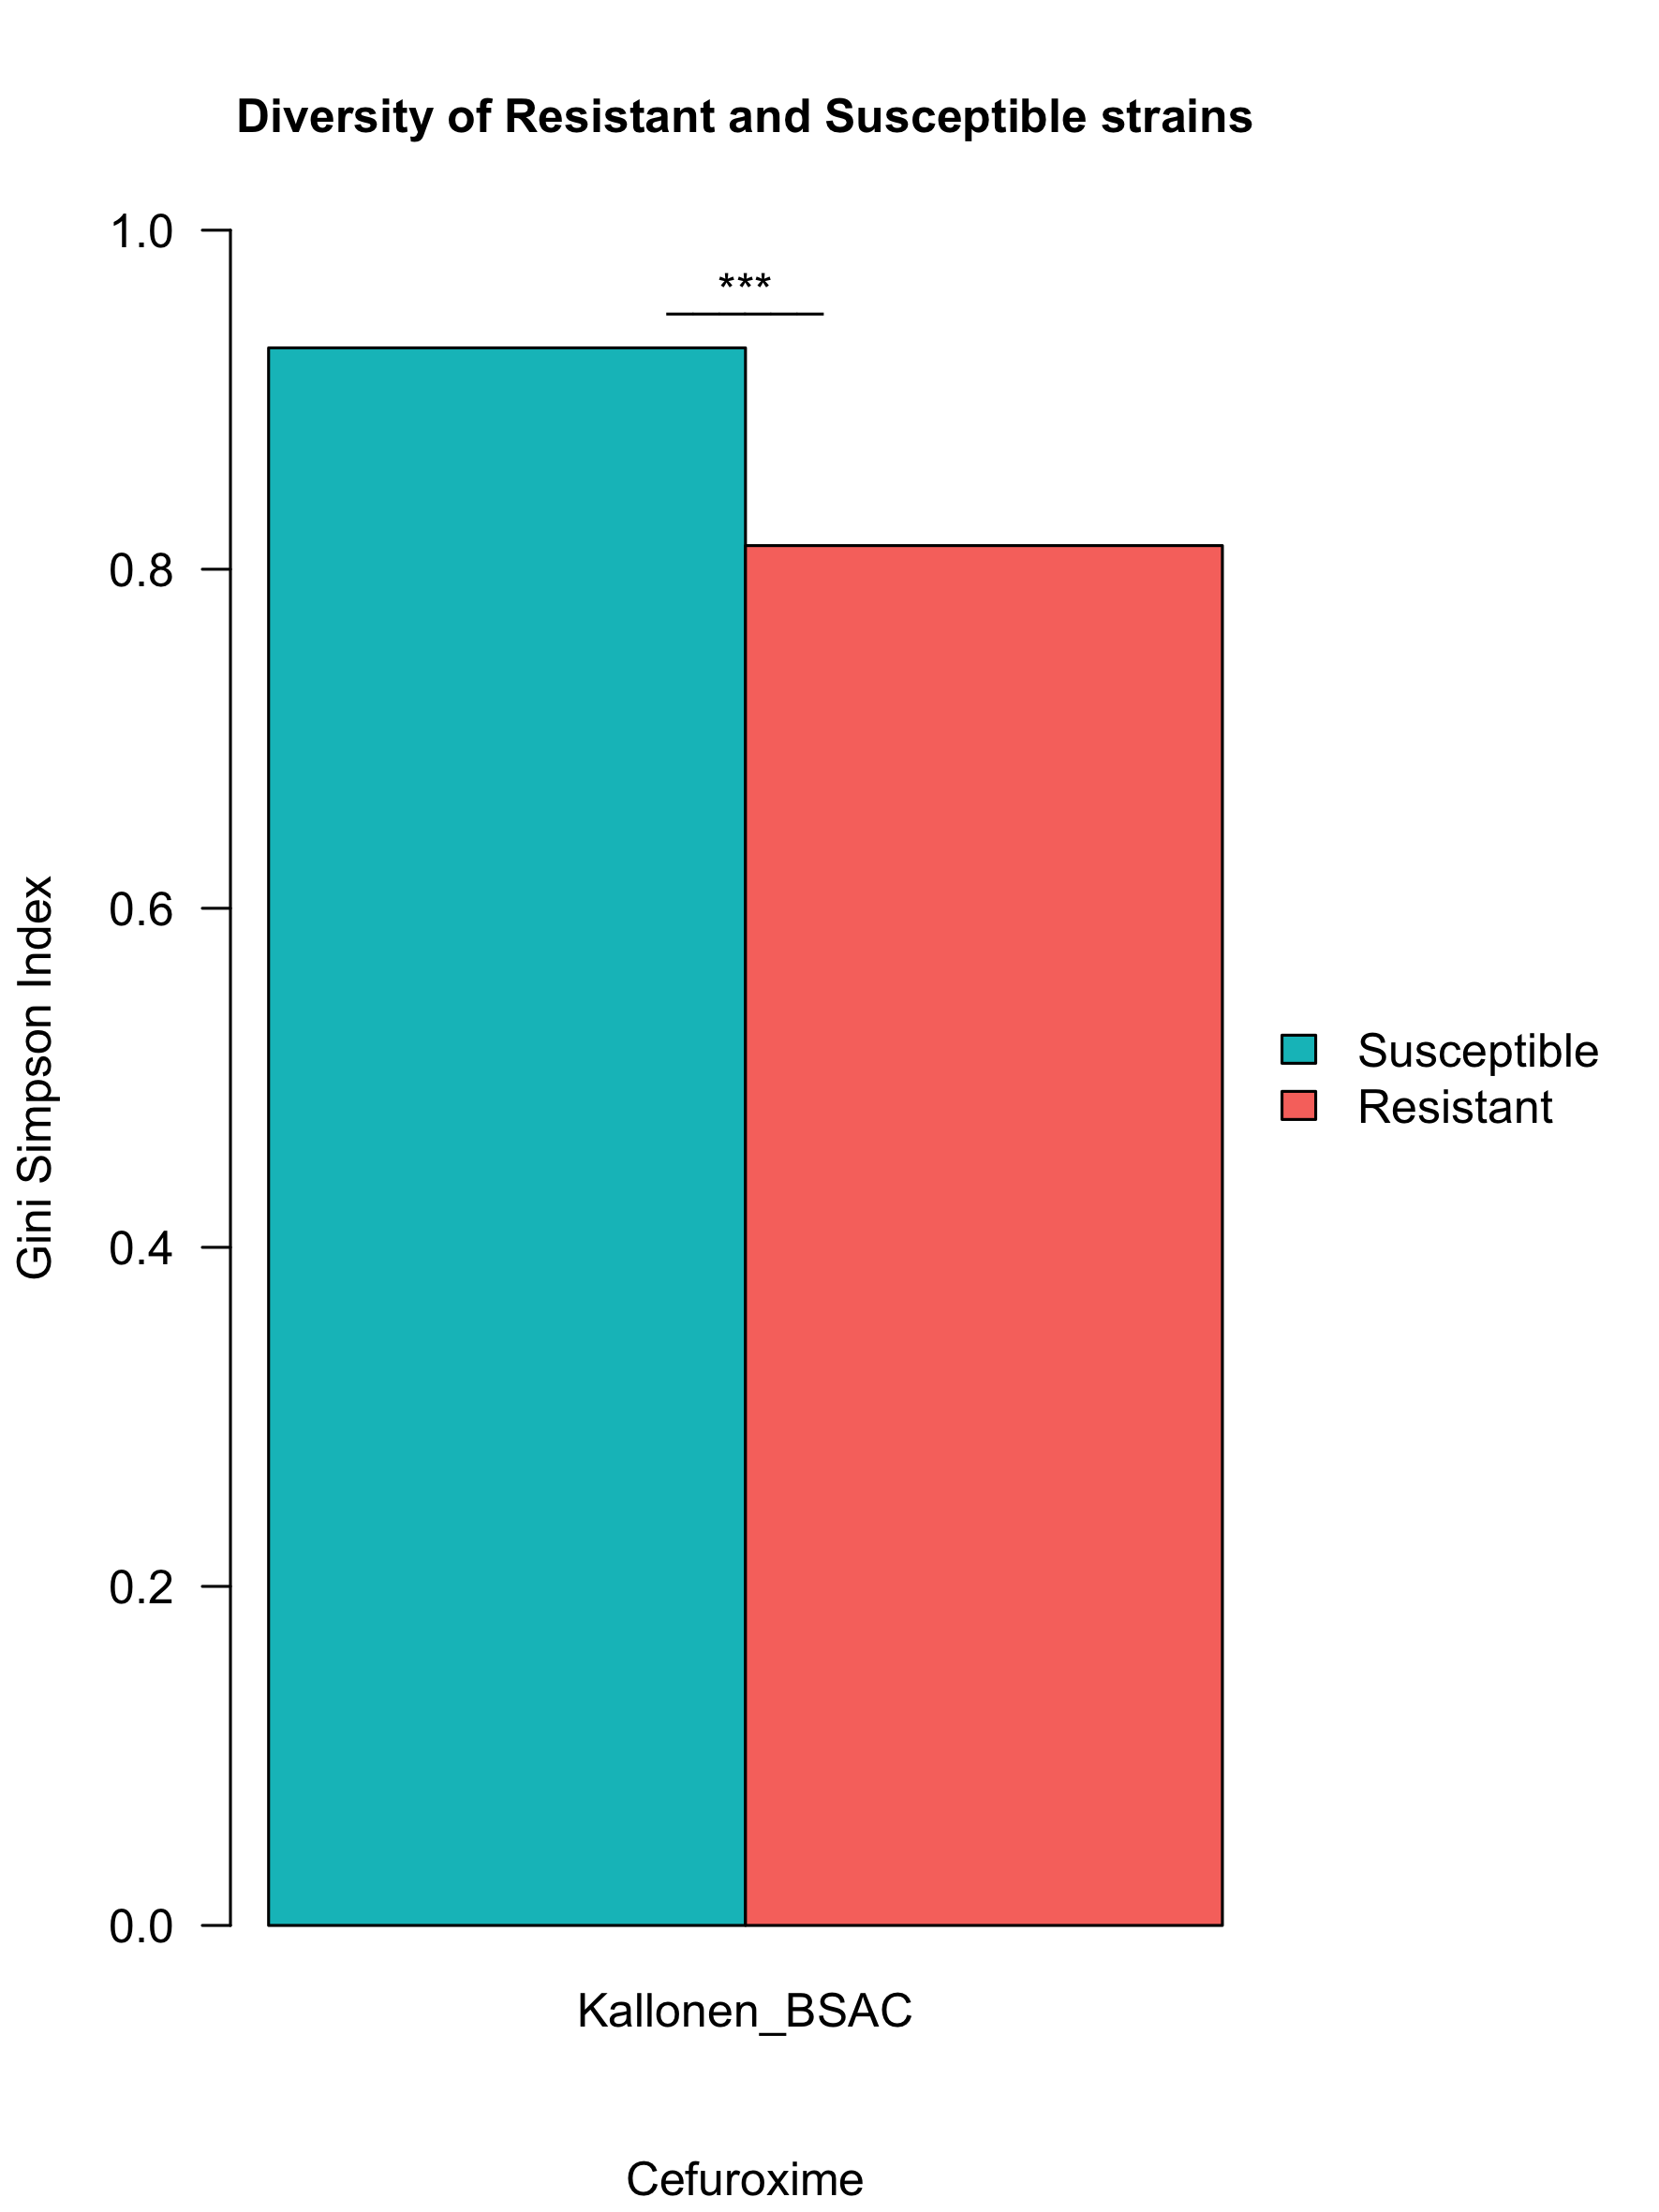 Diversity of Resistant and Susceptible strains
1.0
***
0.8
0.6
0.4
0.2
0.0
Gini Simpson Index
Susceptible
Resistant
Kallonen_BSAC
Cefuroxime